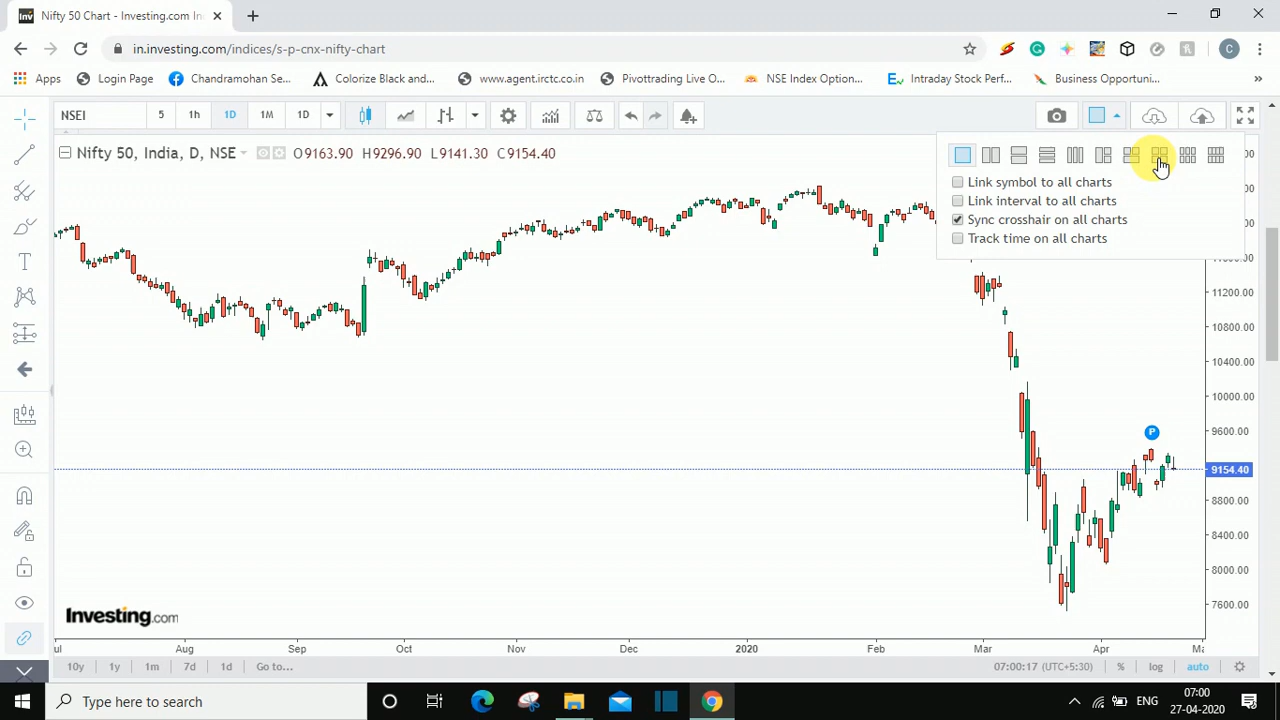 Nifty 50 Chart - Investing.com In
in.investing.com/indices/s-p-cnx-nifty-chart
C
Apps Login Page Chandramohan Se... Colorize Black and... www.agent.irctc.co.in Pivottrading Live O... NSE Index Option... Intraday Stock Perf... Business Opportuni... »
NSEI 5 1h 1D 1M 1D
Nifty 50, India, D, NSE O9163.90 H9296.90 L9141.30 C9154.40
Link symbol to all charts
Link interval to all charts
Sync crosshair on all charts
Track time on all charts
11200.00
10800.00
10400.00
10000.00
9600.00
P
9154.40
8800.00
8400.00
8000.00
7600.00
Investing.com
Aug Sep Oct Nov Dec 2020 Feb Mar Apr
10y 1y 1m 7d 1d Go to... 07:00:17 (UTC+5:30) % log auto
Type here to search
ENG
07:00
27-04-2020